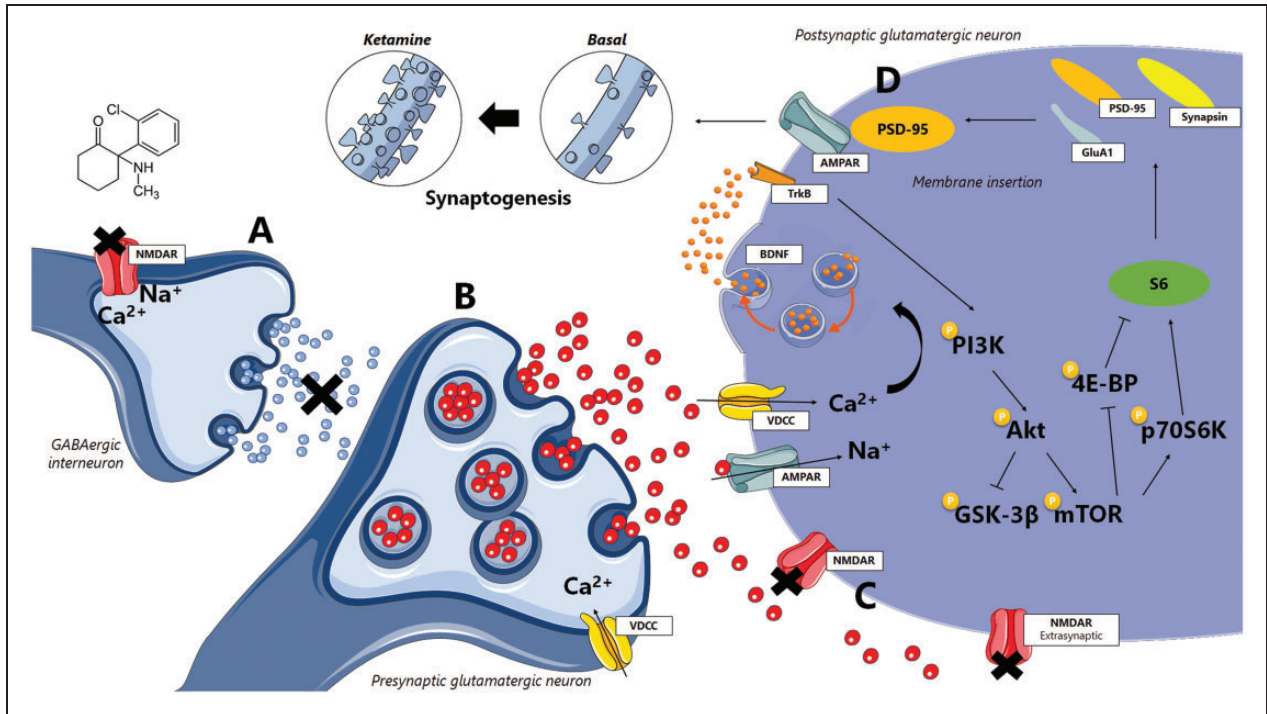 Ketamine
Basal
Synaptogenesis
Cl
O
NH
CH3
A
NMDAR
Na+
Ca2+
GABAergic
interneuron
B
Ca2+
VDCC
Presynaptic glutamatergic neuron
Postsynaptic glutamatergic neuron
D
PSD-95
AMPAR
TrkB
PSD-95
Synapsin
GluA1
Membrane insertion
BDNF
S6
P
PI3K
P
4E-BP
P
Akt
P
p70S6K
P
GSK-3β
P
mTOR
VDCC
Ca2+
Na+
AMPAR
NMDAR
C
NMDAR
Extrasynaptic